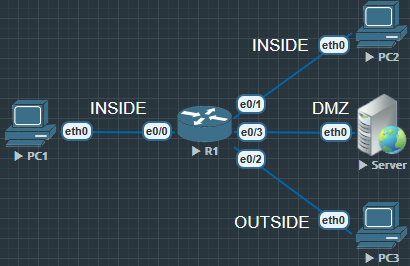 INSIDE
eth0
PC2
INSIDE
e0/1
DMZ
eth0
e0/0
e0/3
eth0
PC1
R1
Server
e0/2
OUTSIDE
eth0
PC3